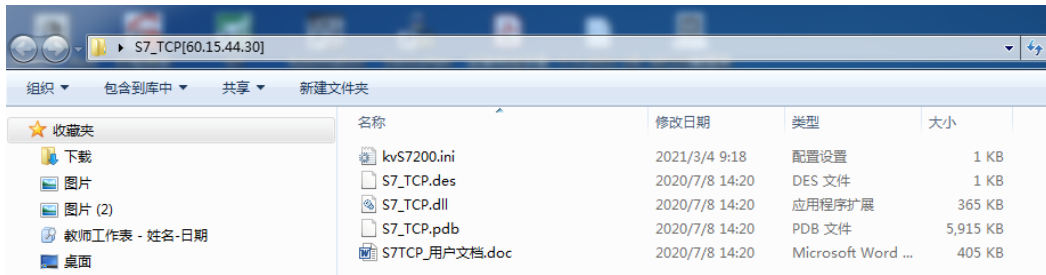 S7_TCP[60.15.44.30]
组织 包含到库中 共享 新建文件夹
收藏夹
下载
图片
图片 (2)
教师工作表 - 姓名-日期
桌面
名称 修改日期 类型 大小
kvS7200.ini 2021/3/4 9:18 配置设置 1 KB
S7_TCP.des 2020/7/8 14:20 DES 文件 1 KB
S7_TCP.dll 2020/7/8 14:20 应用程序扩展 365 KB
S7_TCP.pdb 2020/7/8 14:20 PDB 文件 5,915 KB
S7TCP_用户文档.doc 2020/7/8 14:20 Microsoft Word ... 405 KB